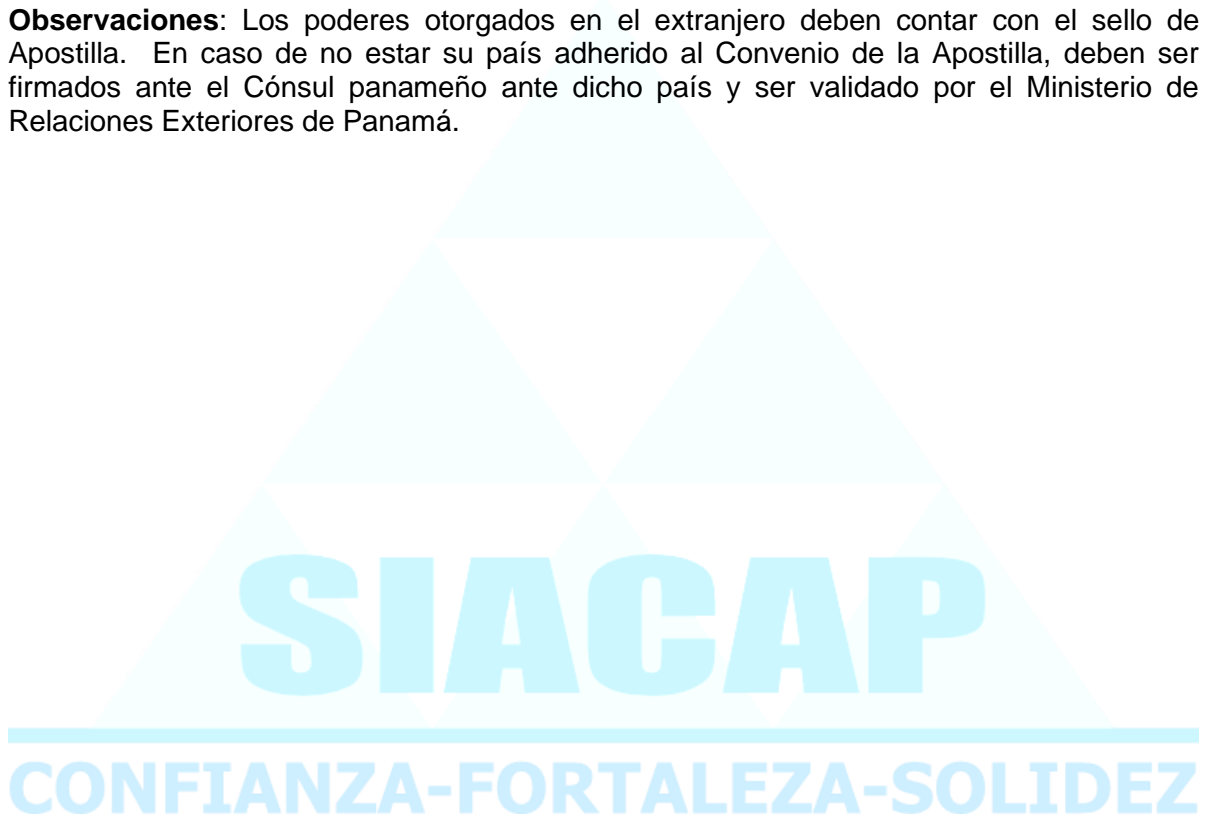 Observaciones: Los poderes otorgados en el extranjero deben contar con el sello de
Apostilla. En caso de no estar su país adherido al Convenio de la Apostilla, deben ser
firmados ante el Cónsul panameño ante dicho país y ser validado por el Ministerio de
Relaciones Exteriores de Panamá.
SIACAP
CONFIANZA-FORTALEZA-SOLIDEZ